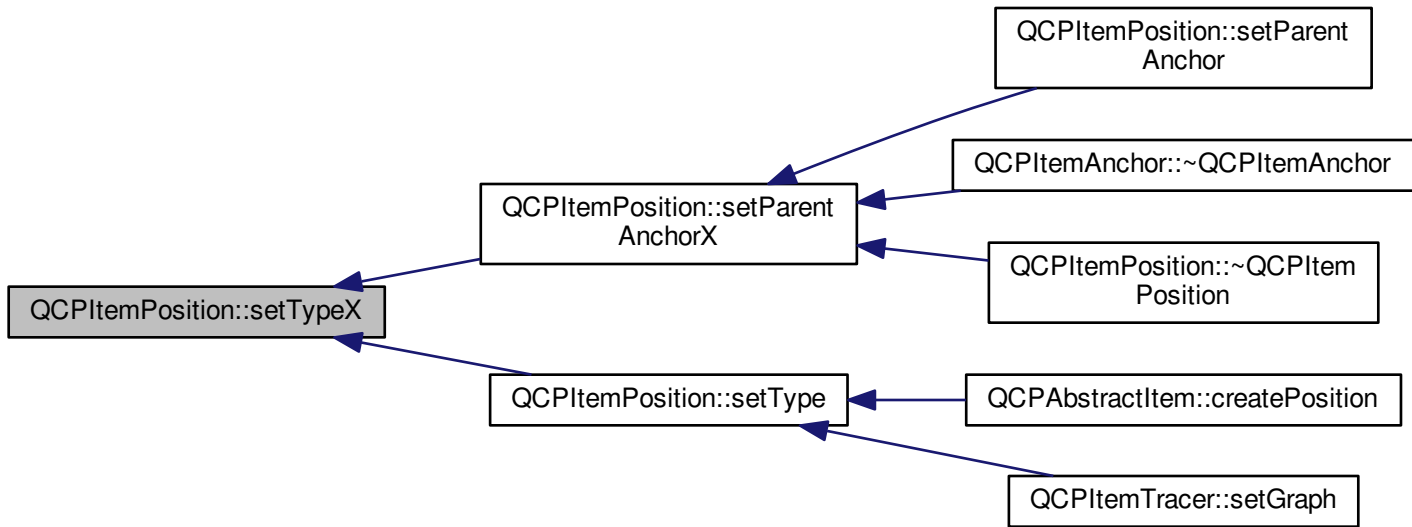 QCPItemPosition::setParent
Anchor
QCPItemAnchor::~QCPItemAnchor
QCPItemPosition::setParent
AnchorX
QCPItemPosition::~QCPItem
Position
QCPItemPosition::setTypeX
QCPItemPosition::setType
QCPAbstractItem::createPosition
QCPItemTracer::setGraph